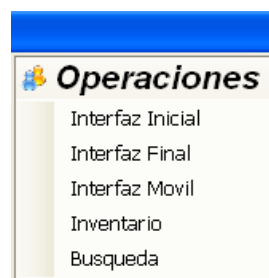 Operaciones
Interfaz Inicial
Interfaz Final
Interfaz Movil
Inventario
Busqueda